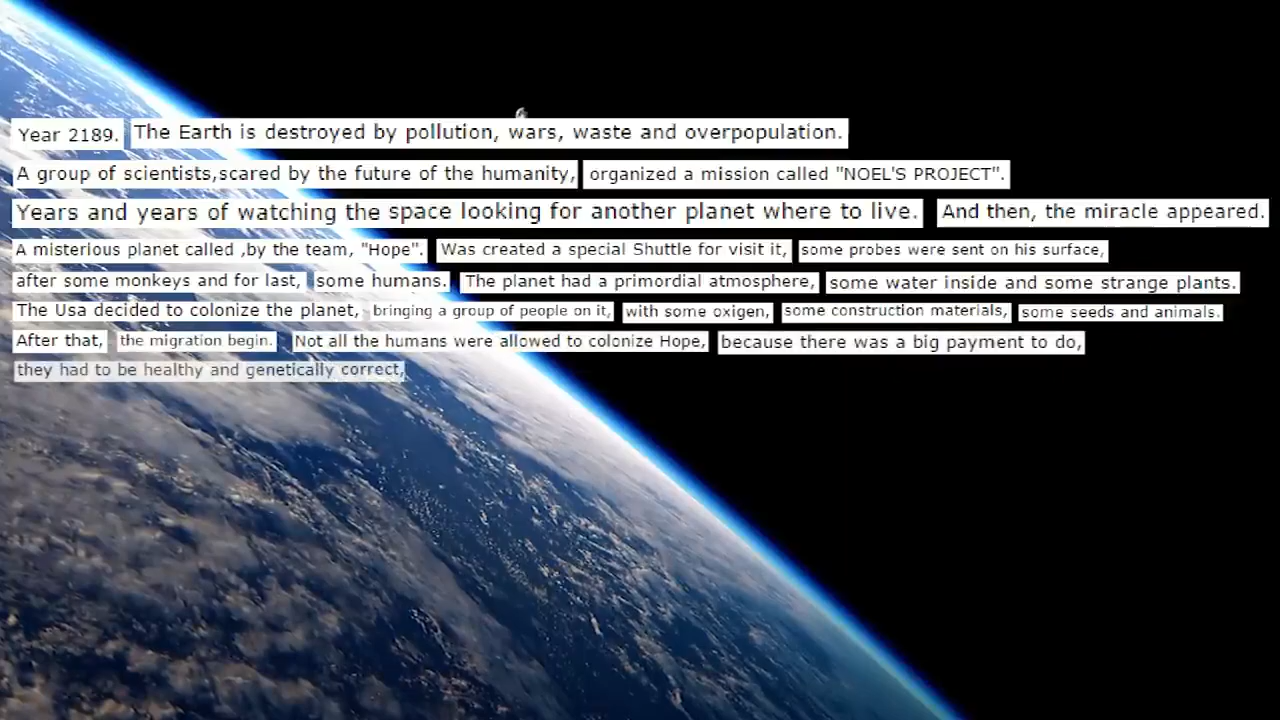 Year 2189. The Earth is destroyed by pollution, wars, waste and overpopulation.
A group of scientists,scared by the future of the humanity, organized a mission called "NOEL'S PROJECT".
Years and years of watching the space looking for another planet where to live. And then, the miracle appeared.
A misterious planet called ,by the team, "Hope". Was created a special Shuttle for visit it, some probes were sent on his surface,
after some monkeys and for last, some humans. The planet had a primordial atmosphere, some water inside and some strange plants.
The Usa decided to colonize the planet, bringing a group of people on it, with some oxigen, some construction materials, some seeds and animals.
After that, the migration begin. Not all the humans were allowed to colonize Hope, because there was a big payment to do,
they had to be healthy and genetically correct,